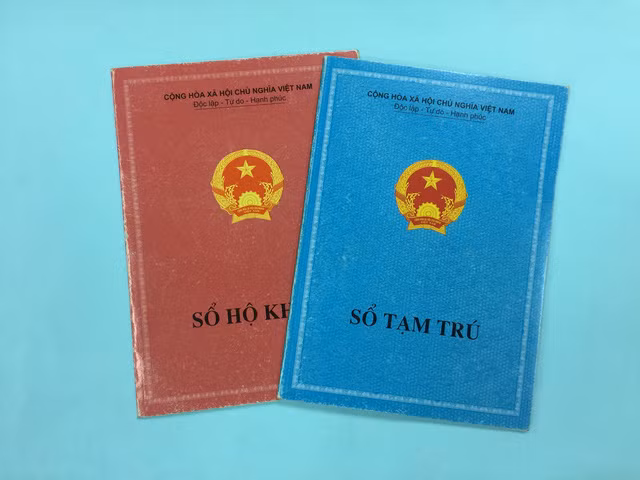 CỘNG HÒA XÃ HỘI CHỦ NGHĨA VIỆT NAM
Độc lập - Tự do - Hạnh phúc
SỔ HỘ KH
CỘNG HÒA XÃ HỘI CHỦ NGHĨA VIỆT NAM
Độc lập - Tự do - Hạnh phúc
SỔ TẠM TRÚ